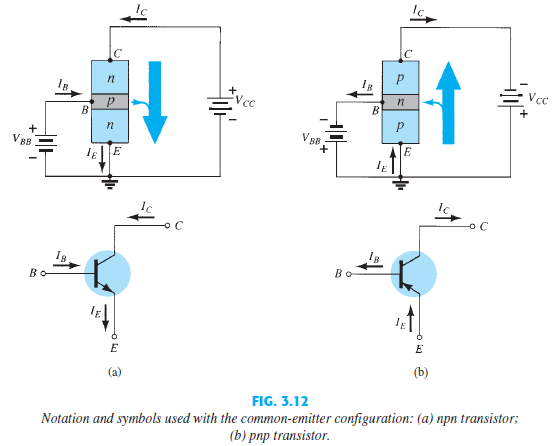 I_C
C
n
I_B
p
B
+
V_CC
−
n
+
V_BB
−
I_E
E
I_C
C
I_B
B
I_E
E
(a)
I_C
C
p
I_B
n
B
−
V_CC
+
p
−
V_BB
+
I_E
E
I_C
C
I_B
B
I_E
E
(b)
FIG. 3.12
Notation and symbols used with the common-emitter configuration: (a) npn transistor;
(b) pnp transistor.